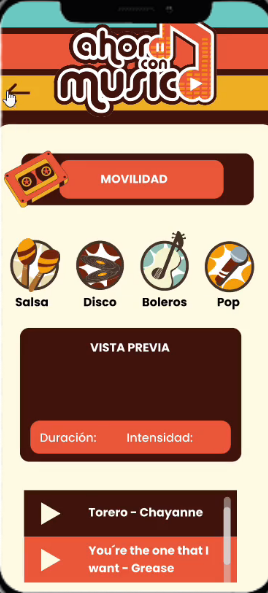 ahora
con
música
MOVILIDAD
Salsa Disco Boleros Pop
VISTA PREVIA
Duración: Intensidad:
Torero - Chayanne
You´re the one that I
want - Grease